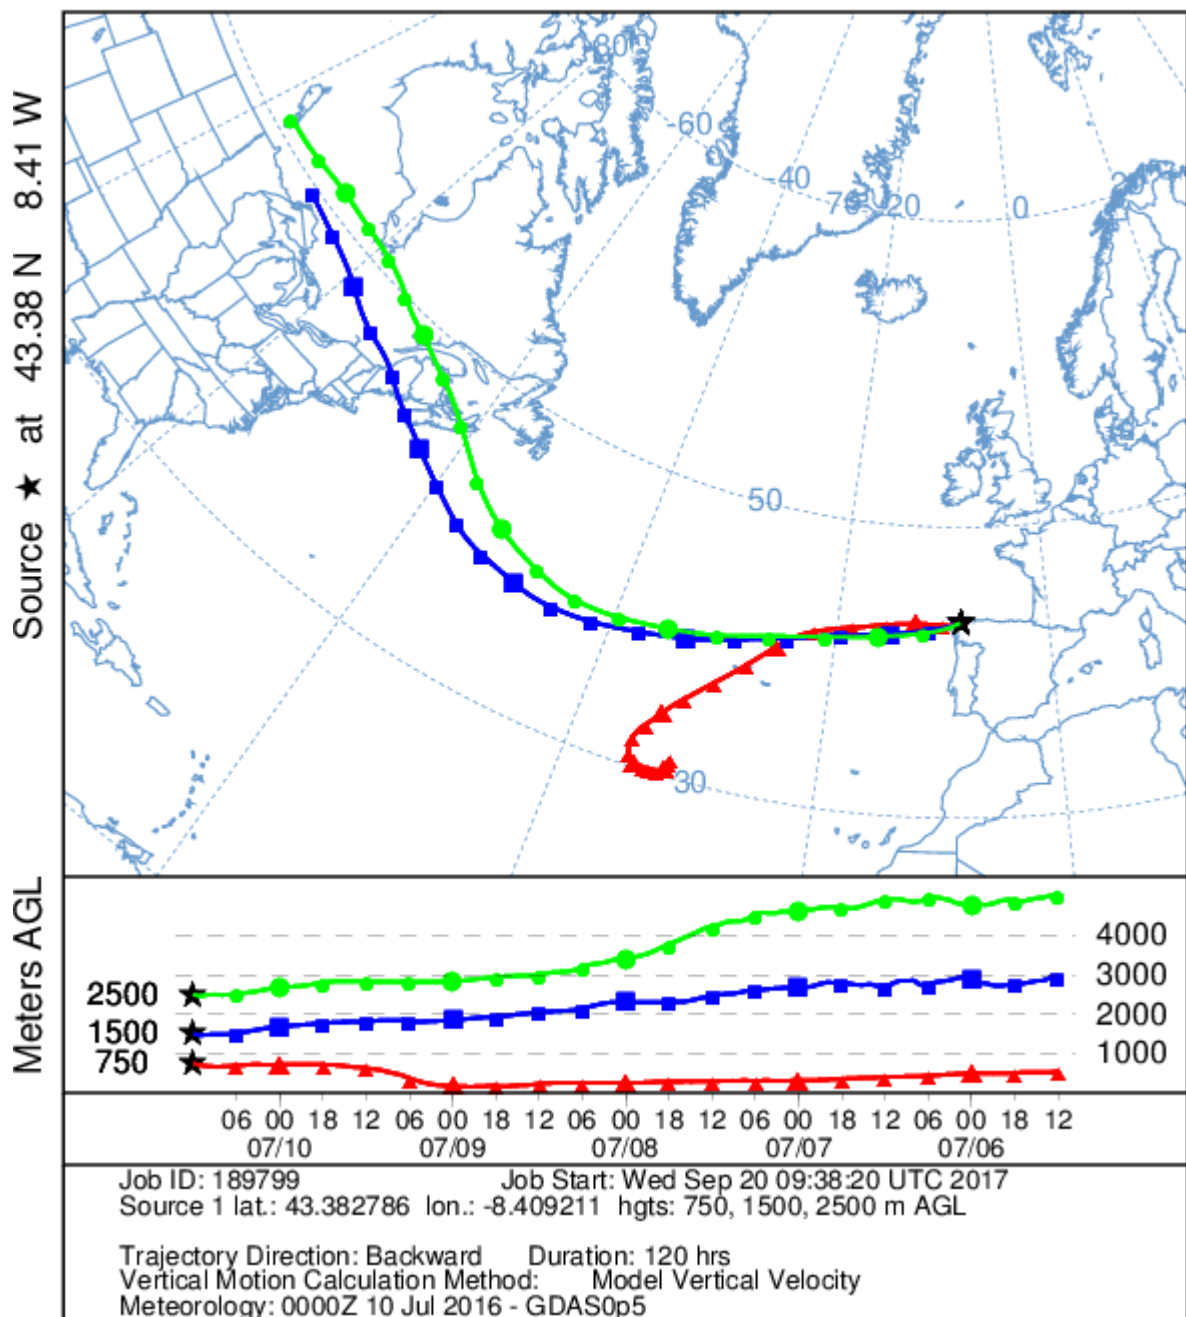 Source ★ at 43.38 N 8.41 W
-80
-60
-40
70
-20
0
20
50
30
Meters AGL
2500
1500
750
4000
3000
2000
1000
06 00 18 12 06 00 18 12 06 00 18 12 06 00 18 12 06 00 18 12
07/10 07/09 07/08 07/07 07/06
Job ID: 189799 Job Start: Wed Sep 20 09:38:20 UTC 2017
Source 1 lat.: 43.382786 lon.: -8.409211 hgts: 750, 1500, 2500 m AGL
Trajectory Direction: Backward Duration: 120 hrs
Vertical Motion Calculation Method: Model Vertical Velocity
Meteorology: 0000Z 10 Jul 2016 - GDAS0p5